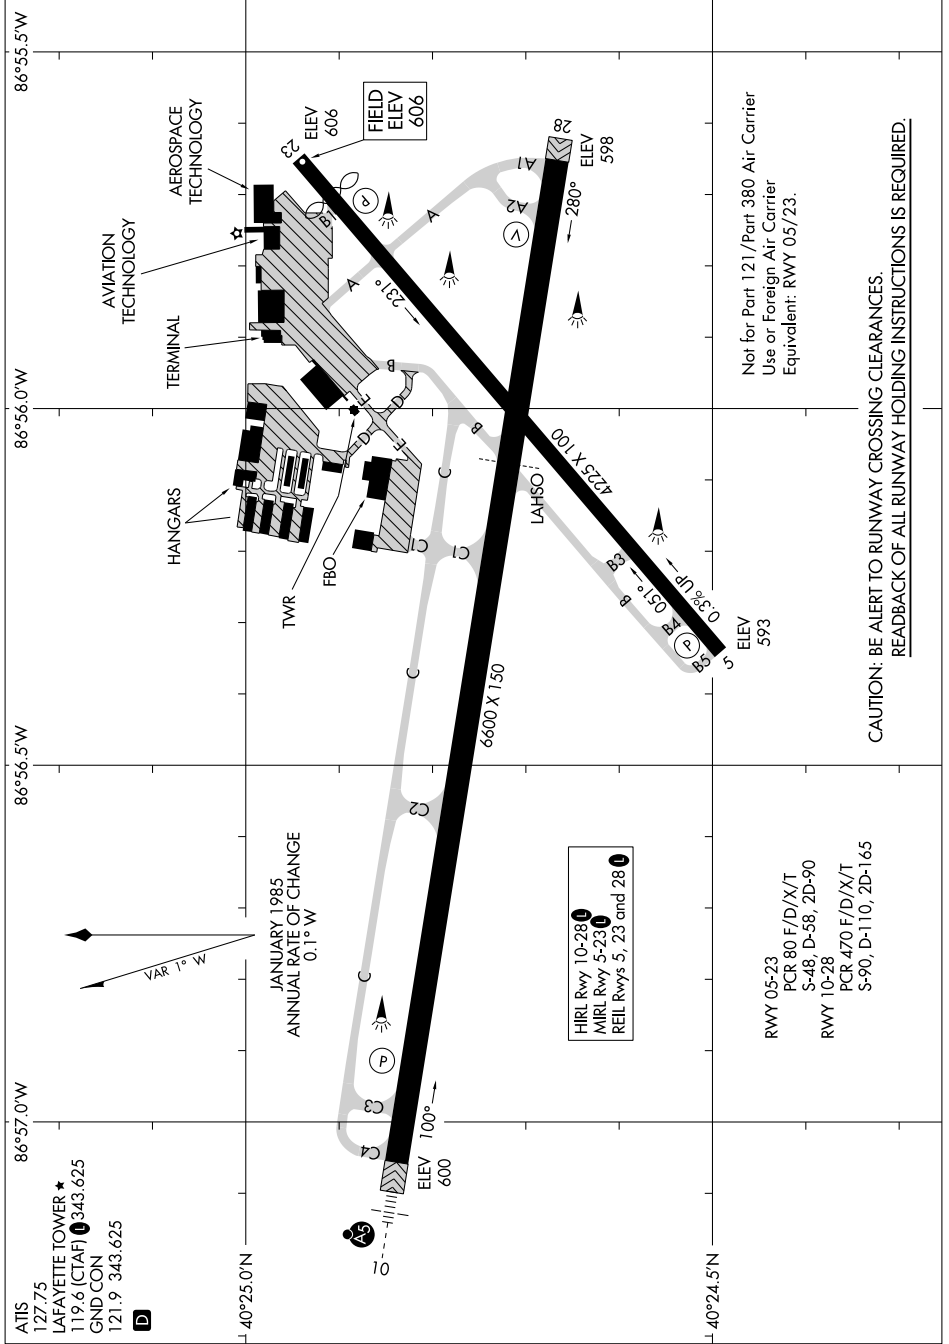 ATIS
127.75
LAFAYETTE TOWER ★
119.6 (CTAF) L 343.625
GND CON
121.9 343.625
D
86°57.0'W
86°56.5'W
86°56.0'W
86°55.5'W
40°25.0'N
40°24.5'N
VAR 1° W
JANUARY 1985
ANNUAL RATE OF CHANGE
0.1° W
HANGARS
TERMINAL
AVIATION
TECHNOLOGY
AEROSPACE
TECHNOLOGY
TWR
FBO
23
ELEV
606
FIELD
ELEV
606
B1
P
A
A
231°
A1
A2
V
28
ELEV
598
280°
B
D
D
E
E
B
C
C1
C1
LAHSO
4225 X 100
C
6600 X 150
C2
C
P
C3
C4
100°
ELEV
600
A5
10
B3
B
B4
051°
0.3% UP
P
B5
5
ELEV
593
HIRL Rwy 10-28 L
MIRL Rwy 5-23 L
REIL Rwys 5, 23 and 28 L
Not for Part 121/Part 380 Air Carrier
Use or Foreign Air Carrier
Equivalent: RWY 05/23.
RWY 05-23
PCR 80 F/D/X/T
S-48, D-58, 2D-90
RWY 10-28
PCR 470 F/D/X/T
S-90, D-110, 2D-165
CAUTION: BE ALERT TO RUNWAY CROSSING CLEARANCES.
READBACK OF ALL RUNWAY HOLDING INSTRUCTIONS IS REQUIRED.